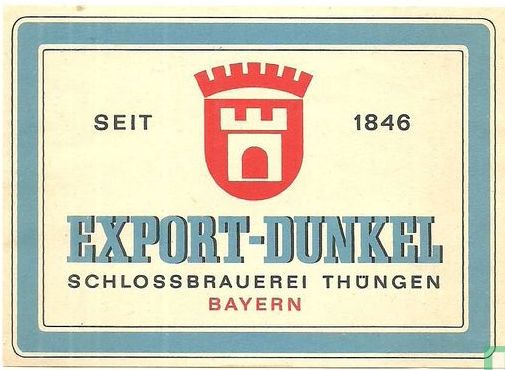 SEIT 1846
EXPORT-DUNKEL
SCHLOSSBRAUEREI THÜNGEN
BAYERN